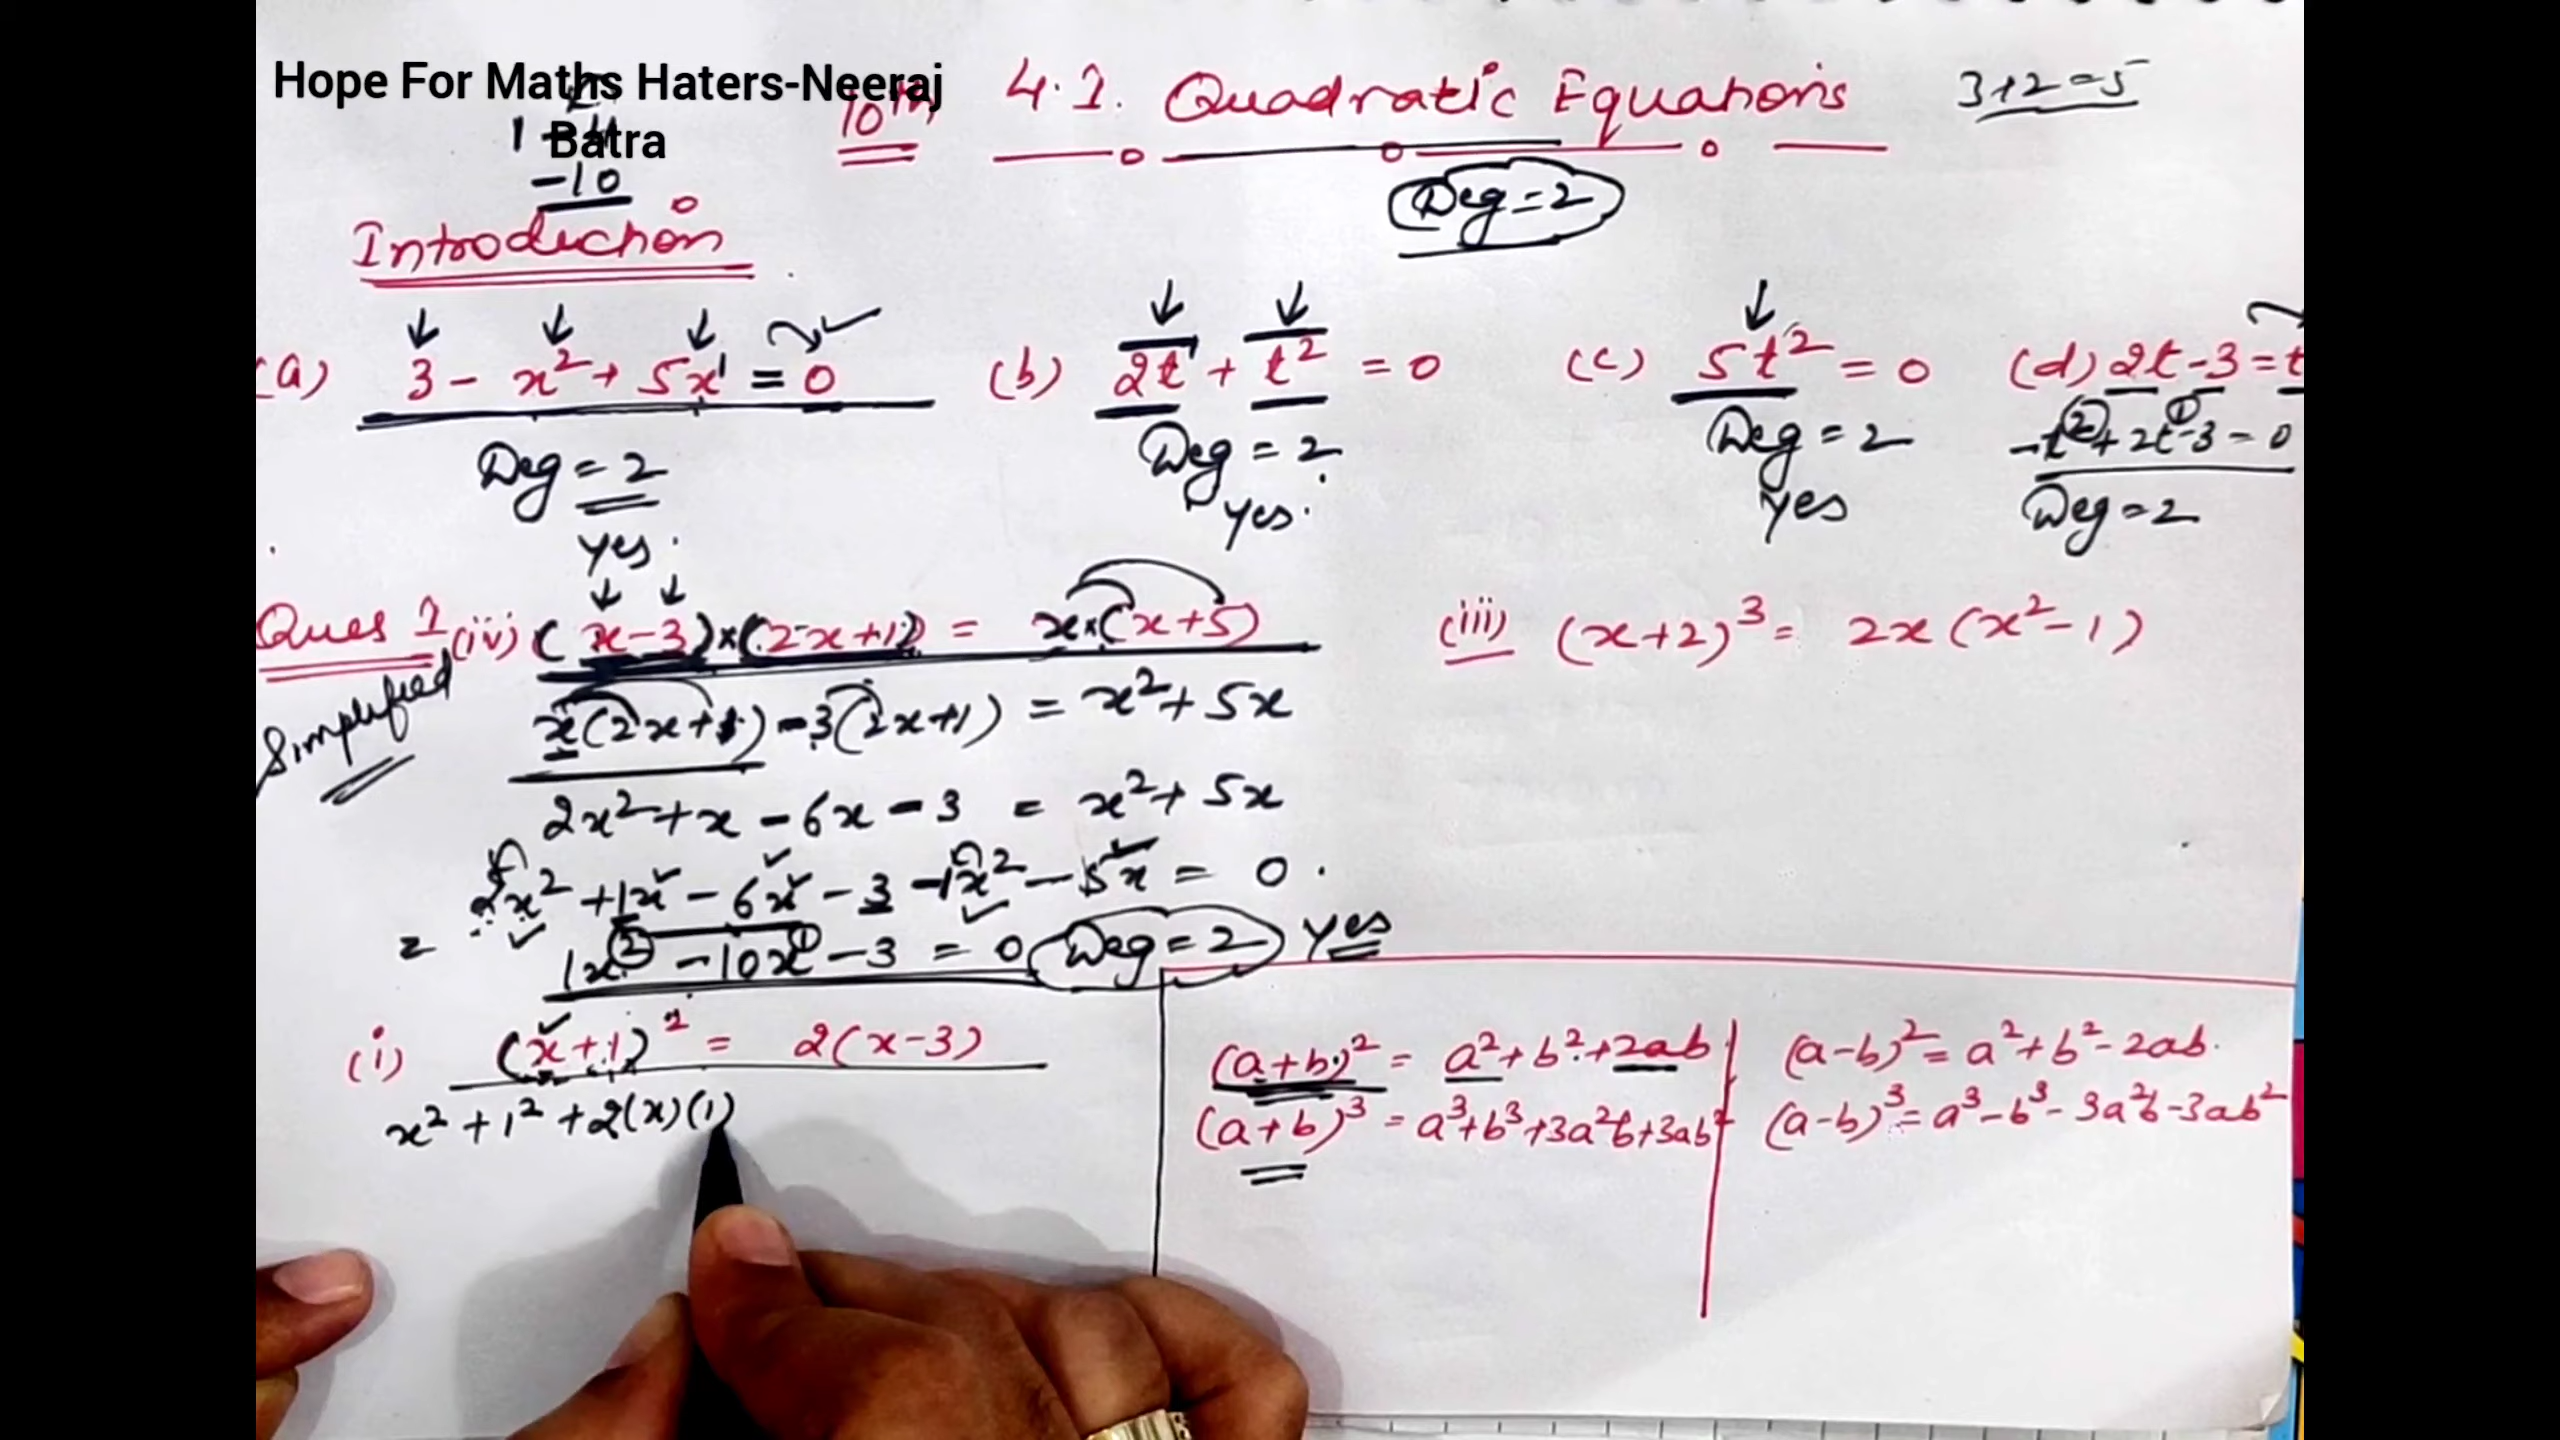 Hope For Maths Haters-Neeraj
Batra
10th 4.1. Quadratic Equations
3+2=5
-10
Deg=2
Introduction
(a) 3 - x² + 5x¹ = 0
Deg = 2
yes.
(b) 2t¹ + t² = 0
Deg = 2
yes.
(c) 5t² = 0
Deg = 2
yes
(d) 2t-3=t
-t²+2t¹-3=0
Deg=2
Ques 1 (iv) (x-3)×(2x+1) = x×(x+5)
Simplified
x(2x+1)-3(2x+1) = x²+5x
2x²+x-6x-3 = x²+5x
2x²+1x-6x-3-1x²-5x = 0.
= 1x²-10x¹-3 = 0 Deg=2 yes
(iii) (x+2)³= 2x(x²-1)
(i) (x+1)² = 2(x-3)
x²+1²+2(x)(1)
(a+b)² = a²+b²+2ab
(a+b)³ = a³+b³+3a²b+3ab²
(a-b)²=a²+b²-2ab.
(a-b)³=a³-b³-3a²b-3ab²